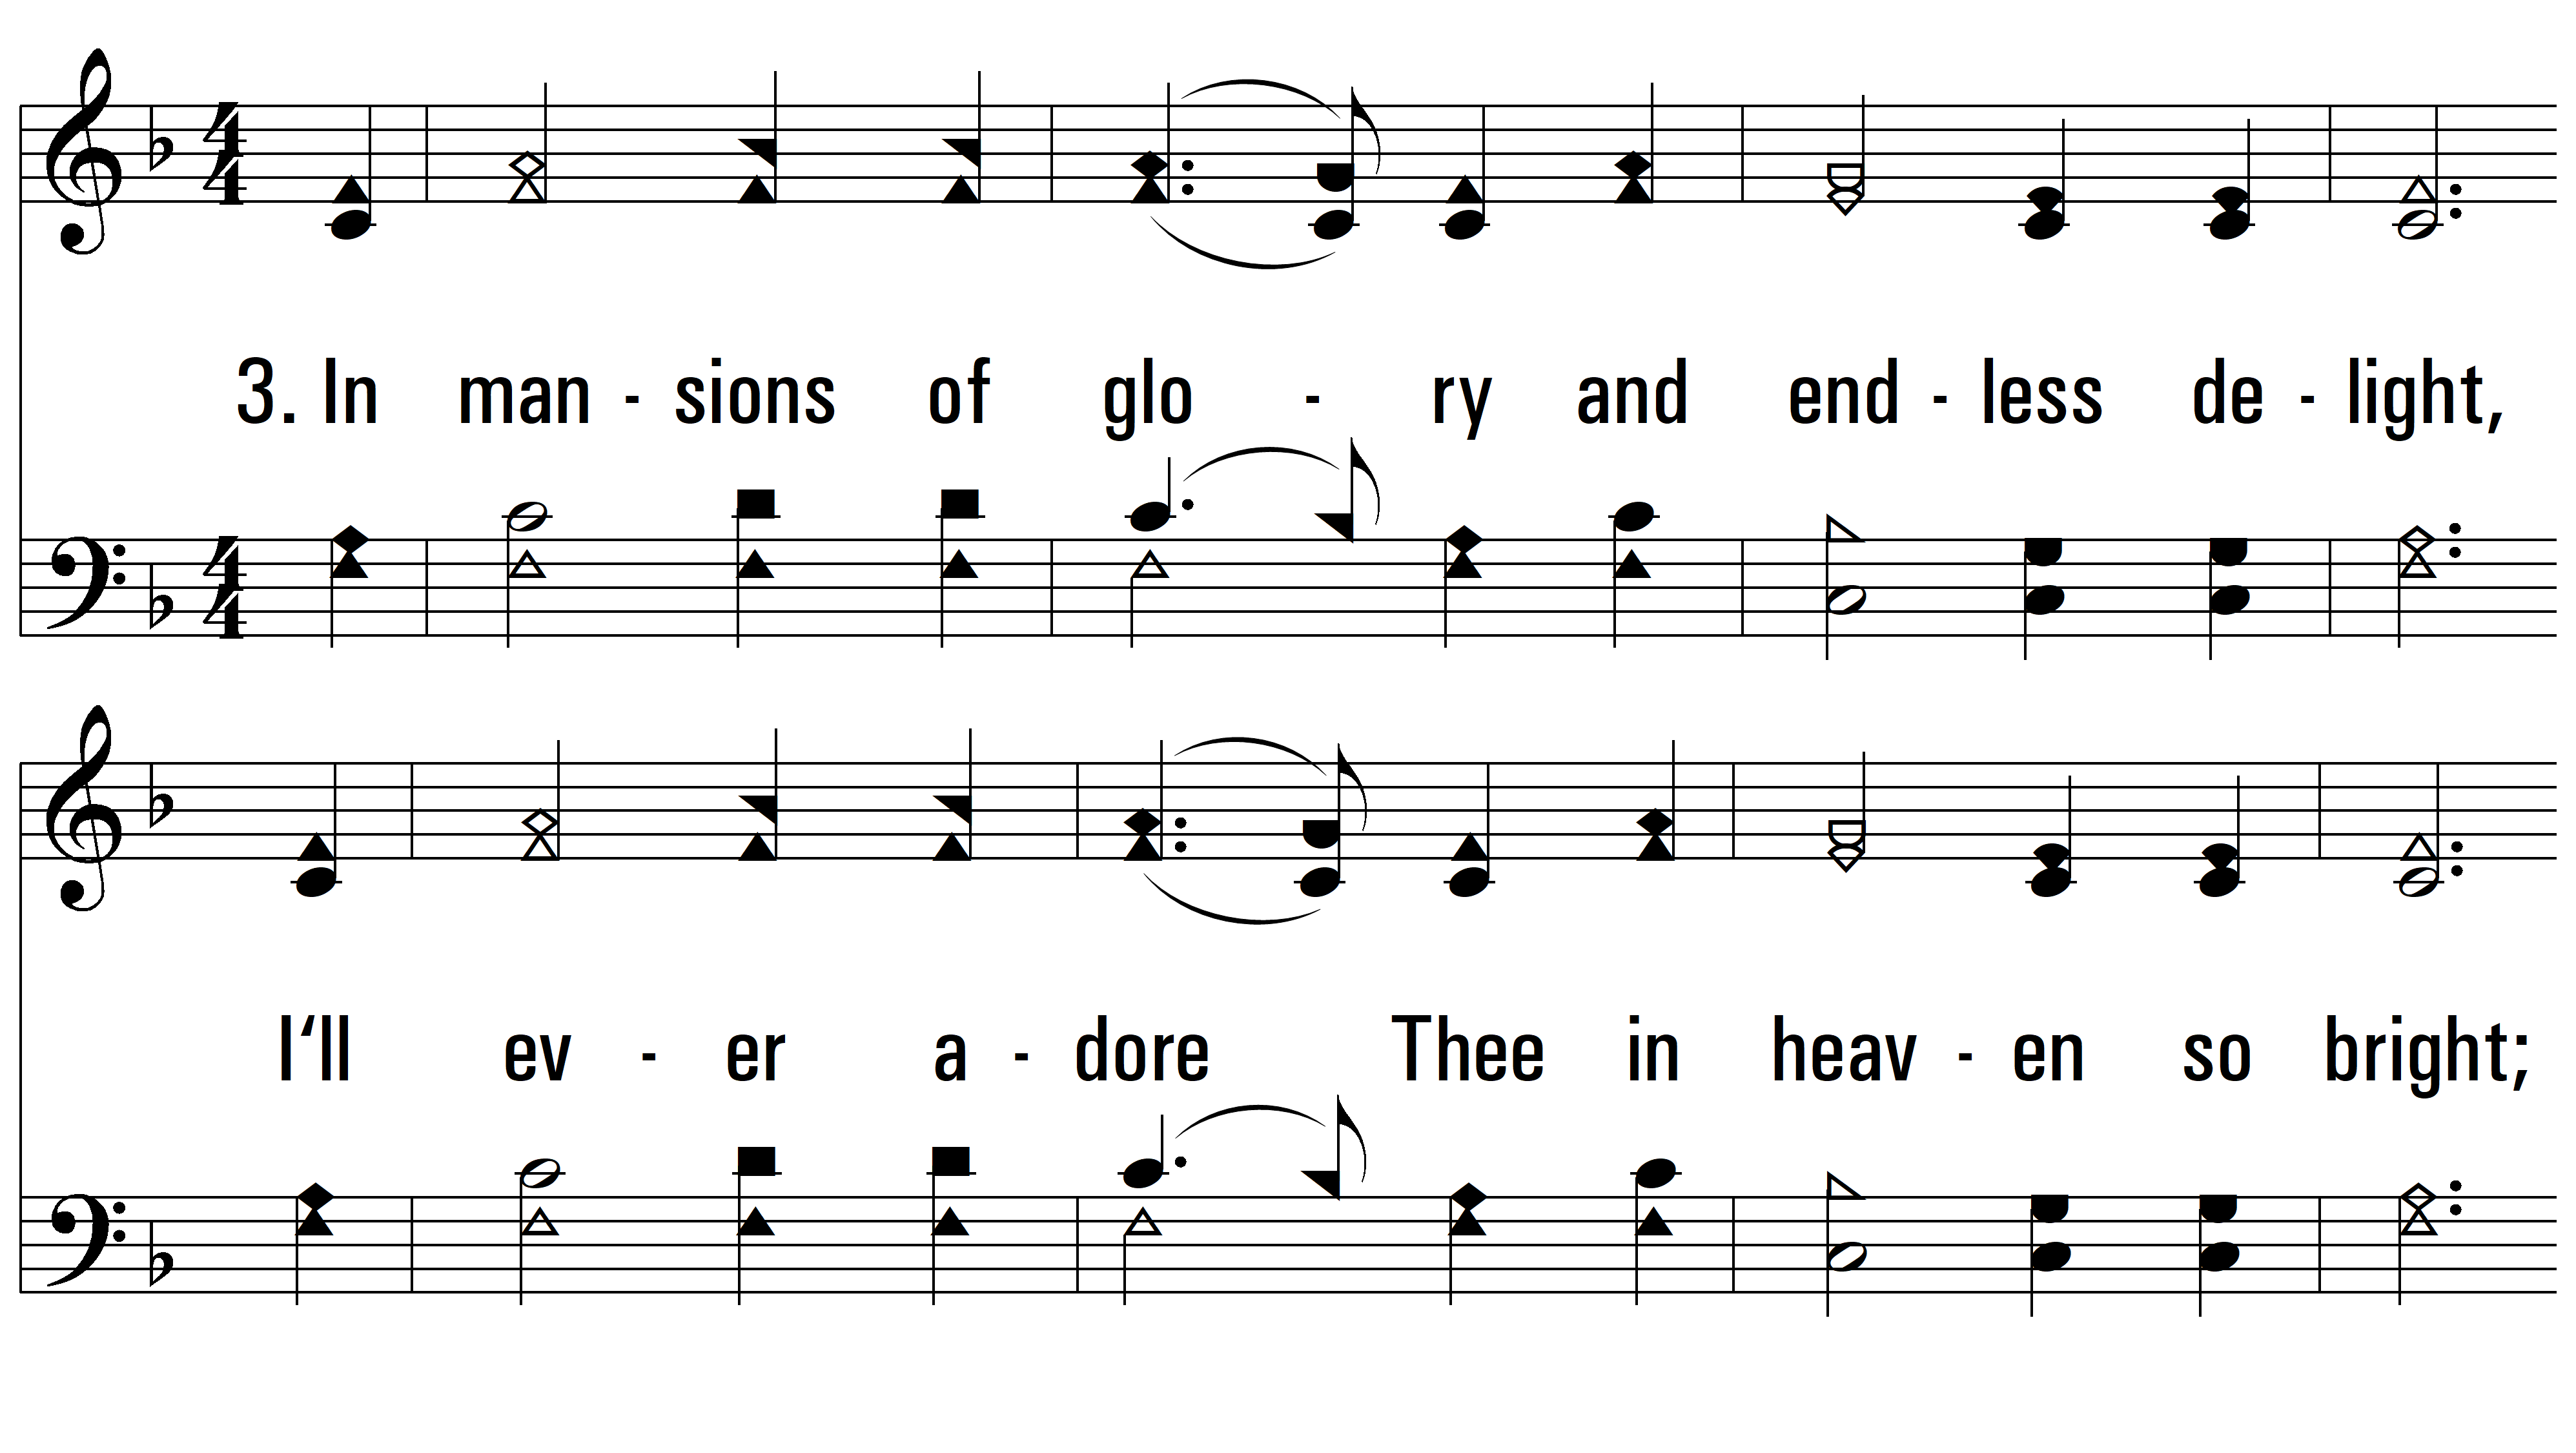 3. In man - sions of glo - ry and end - less de - light,
I‘ll ev - er a - dore Thee in heav - en so bright;